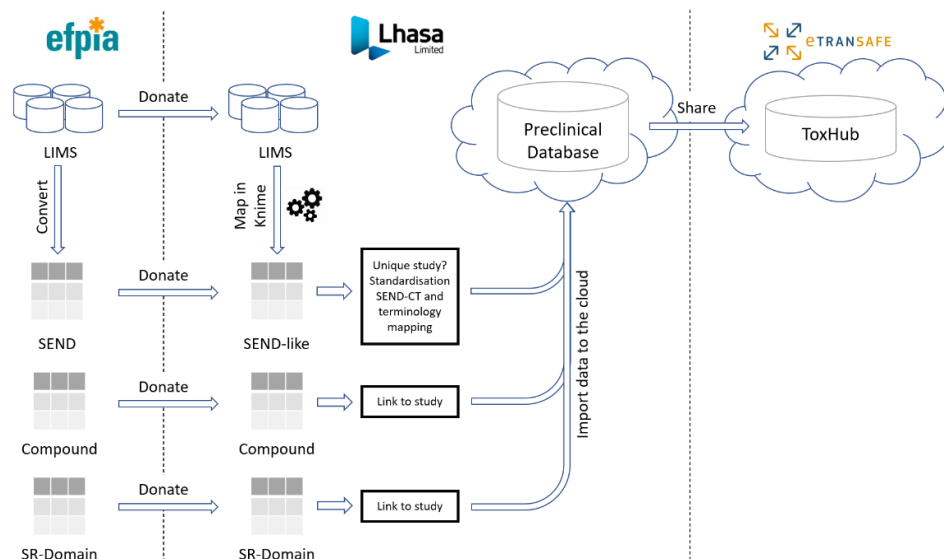 efpia
Lhasa
Limited
eTRANSAFE
Donate
Share
LIMS
LIMS
Preclinical
Database
ToxHub
Convert
Map in
Knime
Donate
Unique study?
Standardisation
SEND-CT and
terminology
mapping
SEND
SEND-like
Import data to the cloud
Donate
Link to study
Compound
Compound
Donate
Link to study
SR-Domain
SR-Domain